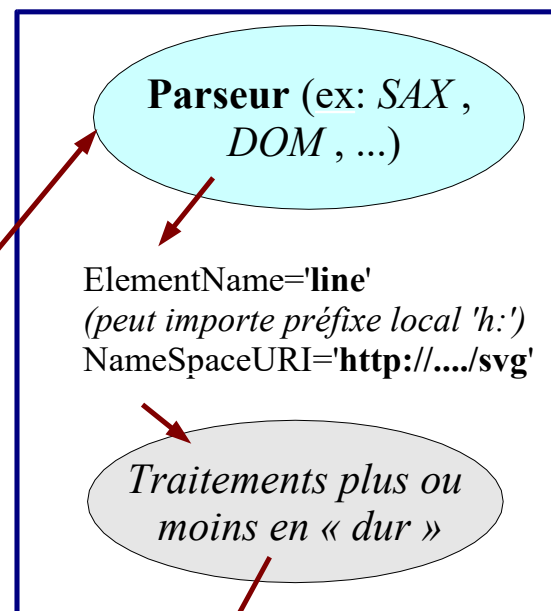 Parseur (ex: SAX ,
DOM , ...)
ElementName='line'
(peut importe préfixe local 'h:')
NameSpaceURI='http://..../svg'
Traitements plus ou
moins en « dur »